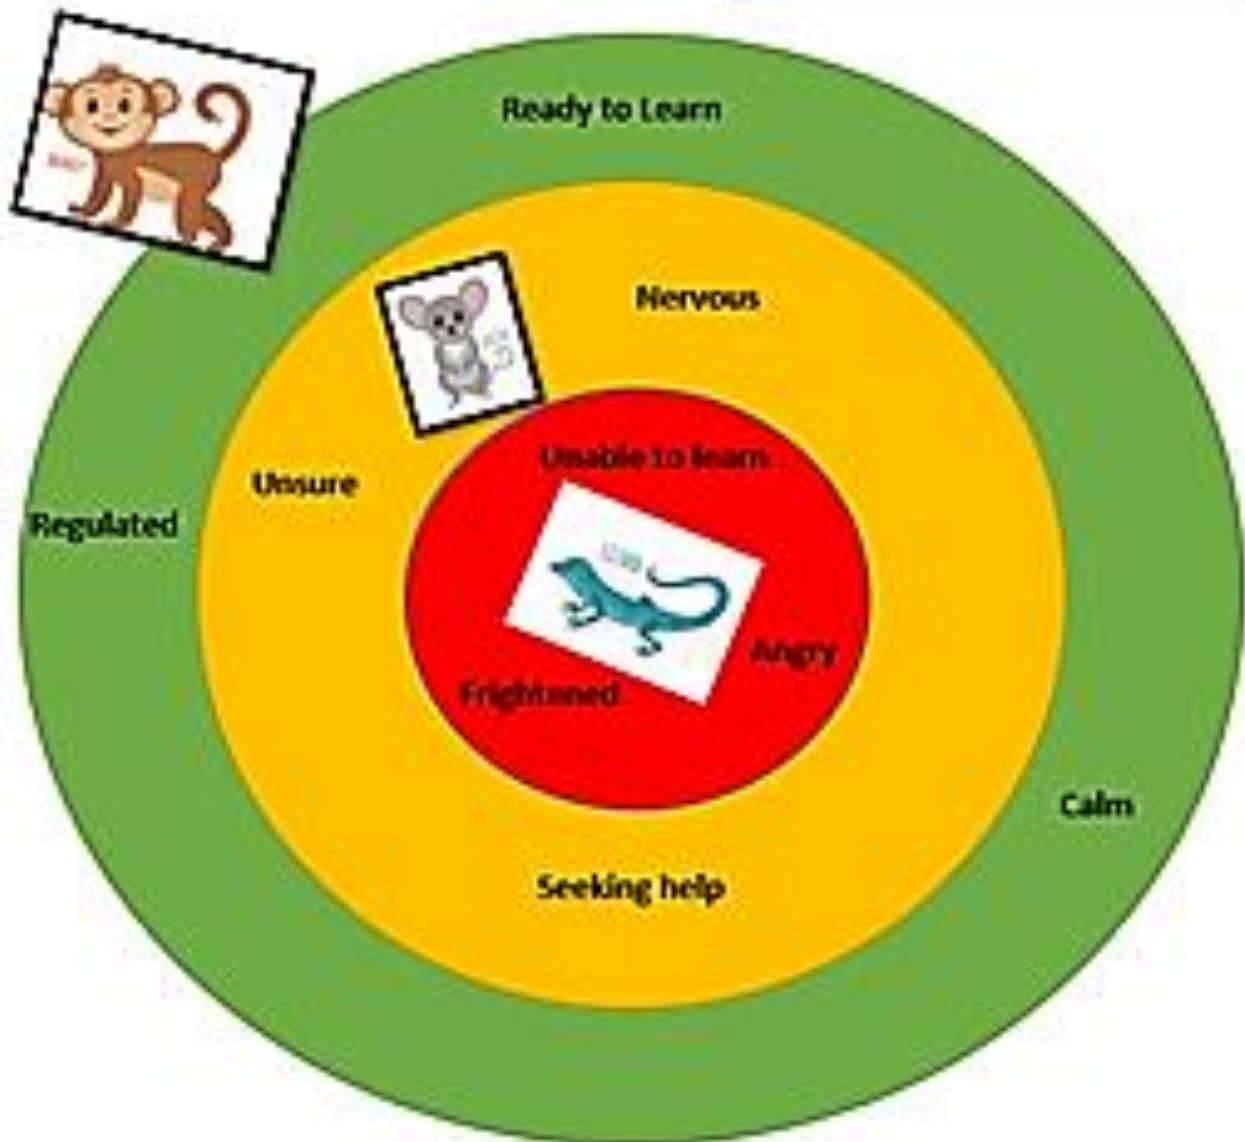 Ready to Learn
Nervous
Unable to learn
Unsure
Regulated
Angry
Frightened
Calm
Seeking help